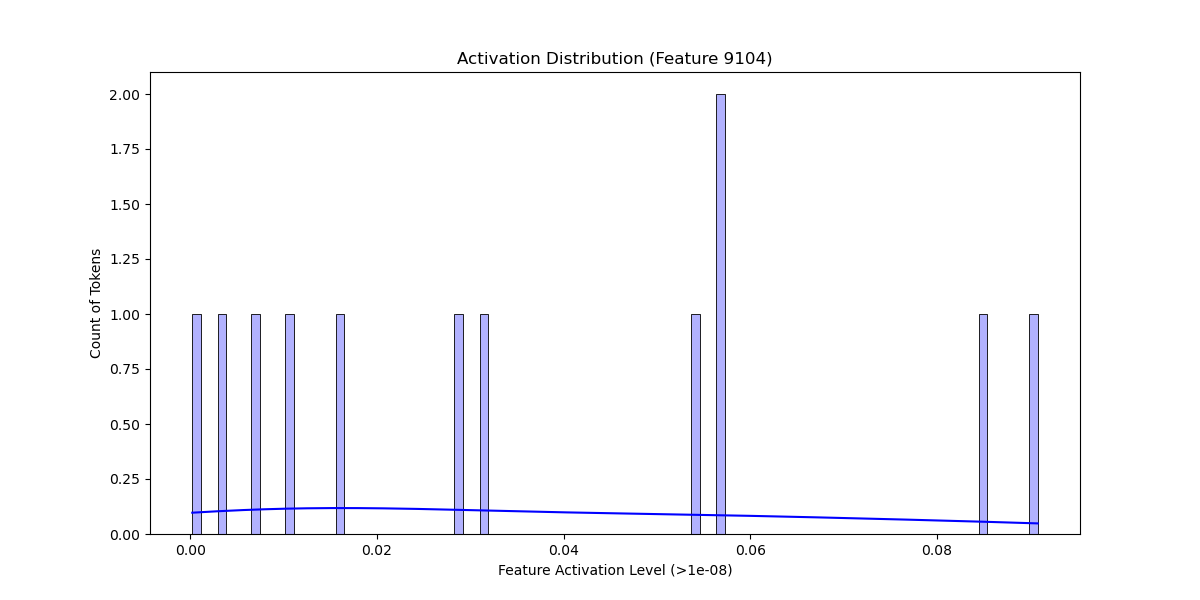 Activation Distribution (Feature 9104)
2.00
1.75
1.50
1.25
1.00
0.75
0.50
0.25
0.00
Count of Tokens
0.00 0.02 0.04 0.06 0.08
Feature Activation Level (>1e-08)